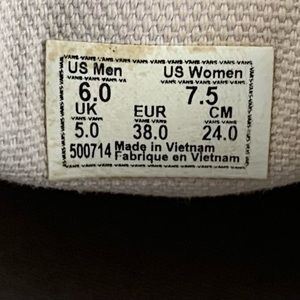 US Men US Women
6.0 7.5
UK EUR CM
5.0 38.0 24.0
500714 Made in Vietnam
Fabrique en Vietnam